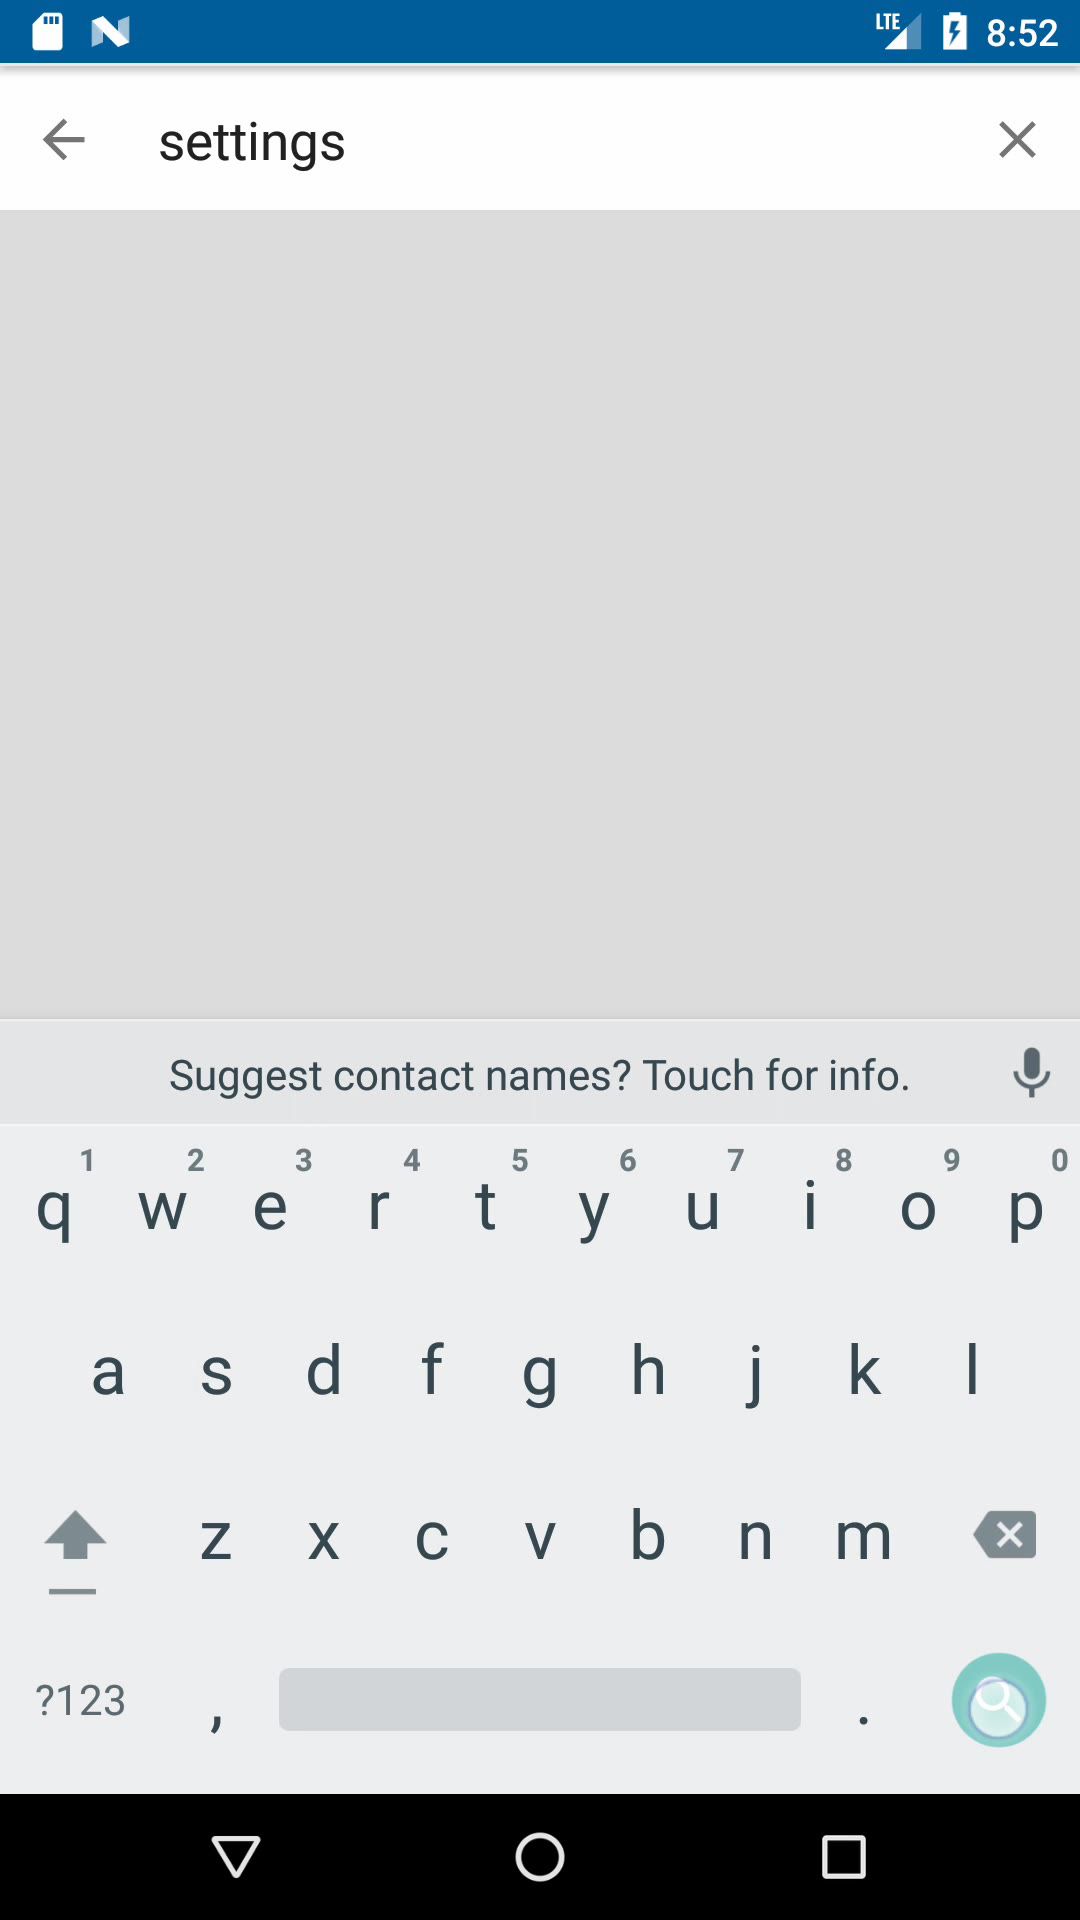 LTE 8:52
settings
Suggest contact names? Touch for info.
1 2 3 4 5 6 7 8 9 0
q w e r t y u i o p
a s d f g h j k l
z x c v b n m
?123 , .